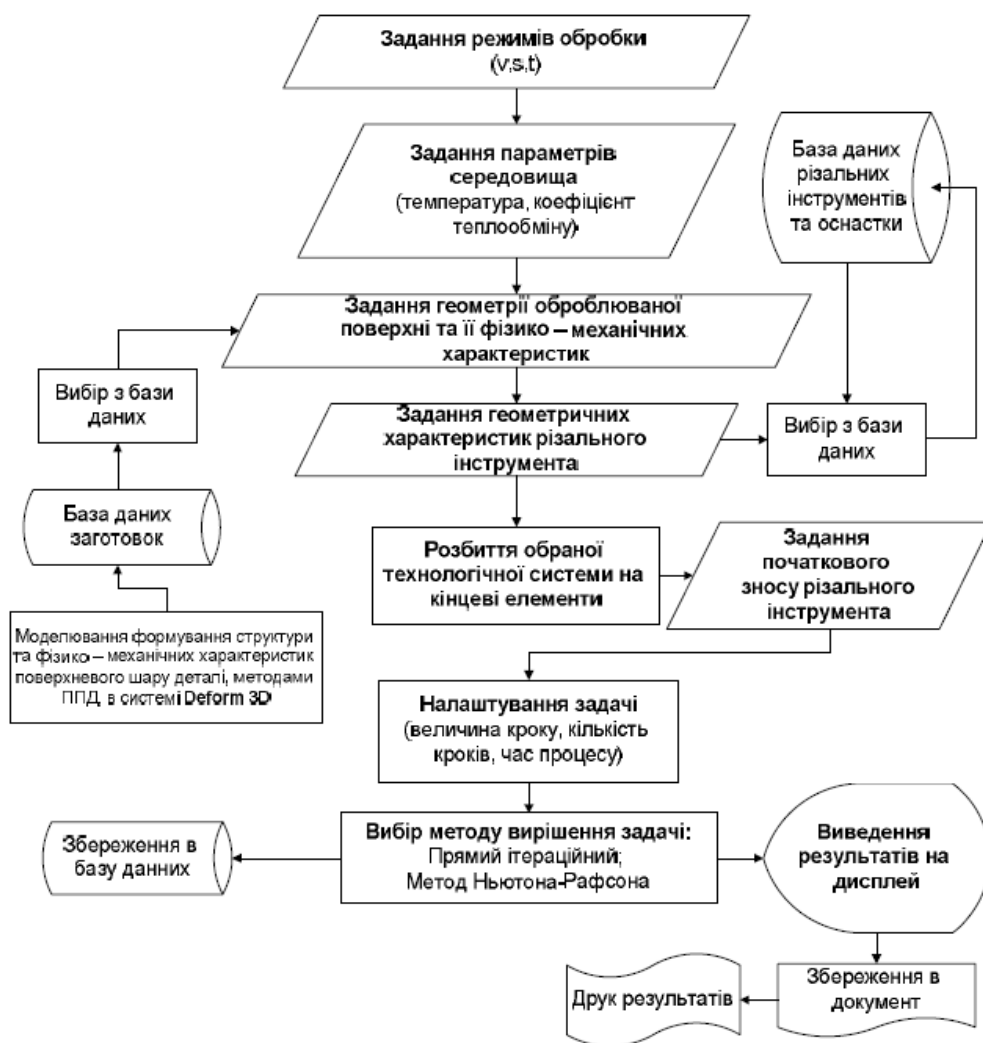 Задання режимів обробки
(v,s,t)
Задання параметрів
середовища
(температура, коефіцієнт
теплообміну)
База даних
різальних
інструментів
та оснастки
Задання геометрії оброблюваної
поверхні та її фізико – механічних
характеристик
Вибір з бази
даних
Задання геометричних
характеристик різального
інструмента
Вибір з бази
даних
База даних
заготовок
Розбиття обраної
технологічної системи на
кінцеві елементи
Задання
початкового
зносу різального
інструмента
Моделювання формування структури
та фізико – механічних характеристик
поверхневого шару деталі, методами
ППД, в системі Deform 3D
Налаштування задачі
(величина кроку, кількість
кроків, час процесу)
Збереження в
базу данних
Вибір методу вирішення задачі:
Прямий ітераційний;
Метод Ньютона-Рафсона
Виведення
результатів на
дисплей
Друк результатів
Збереження в
документ